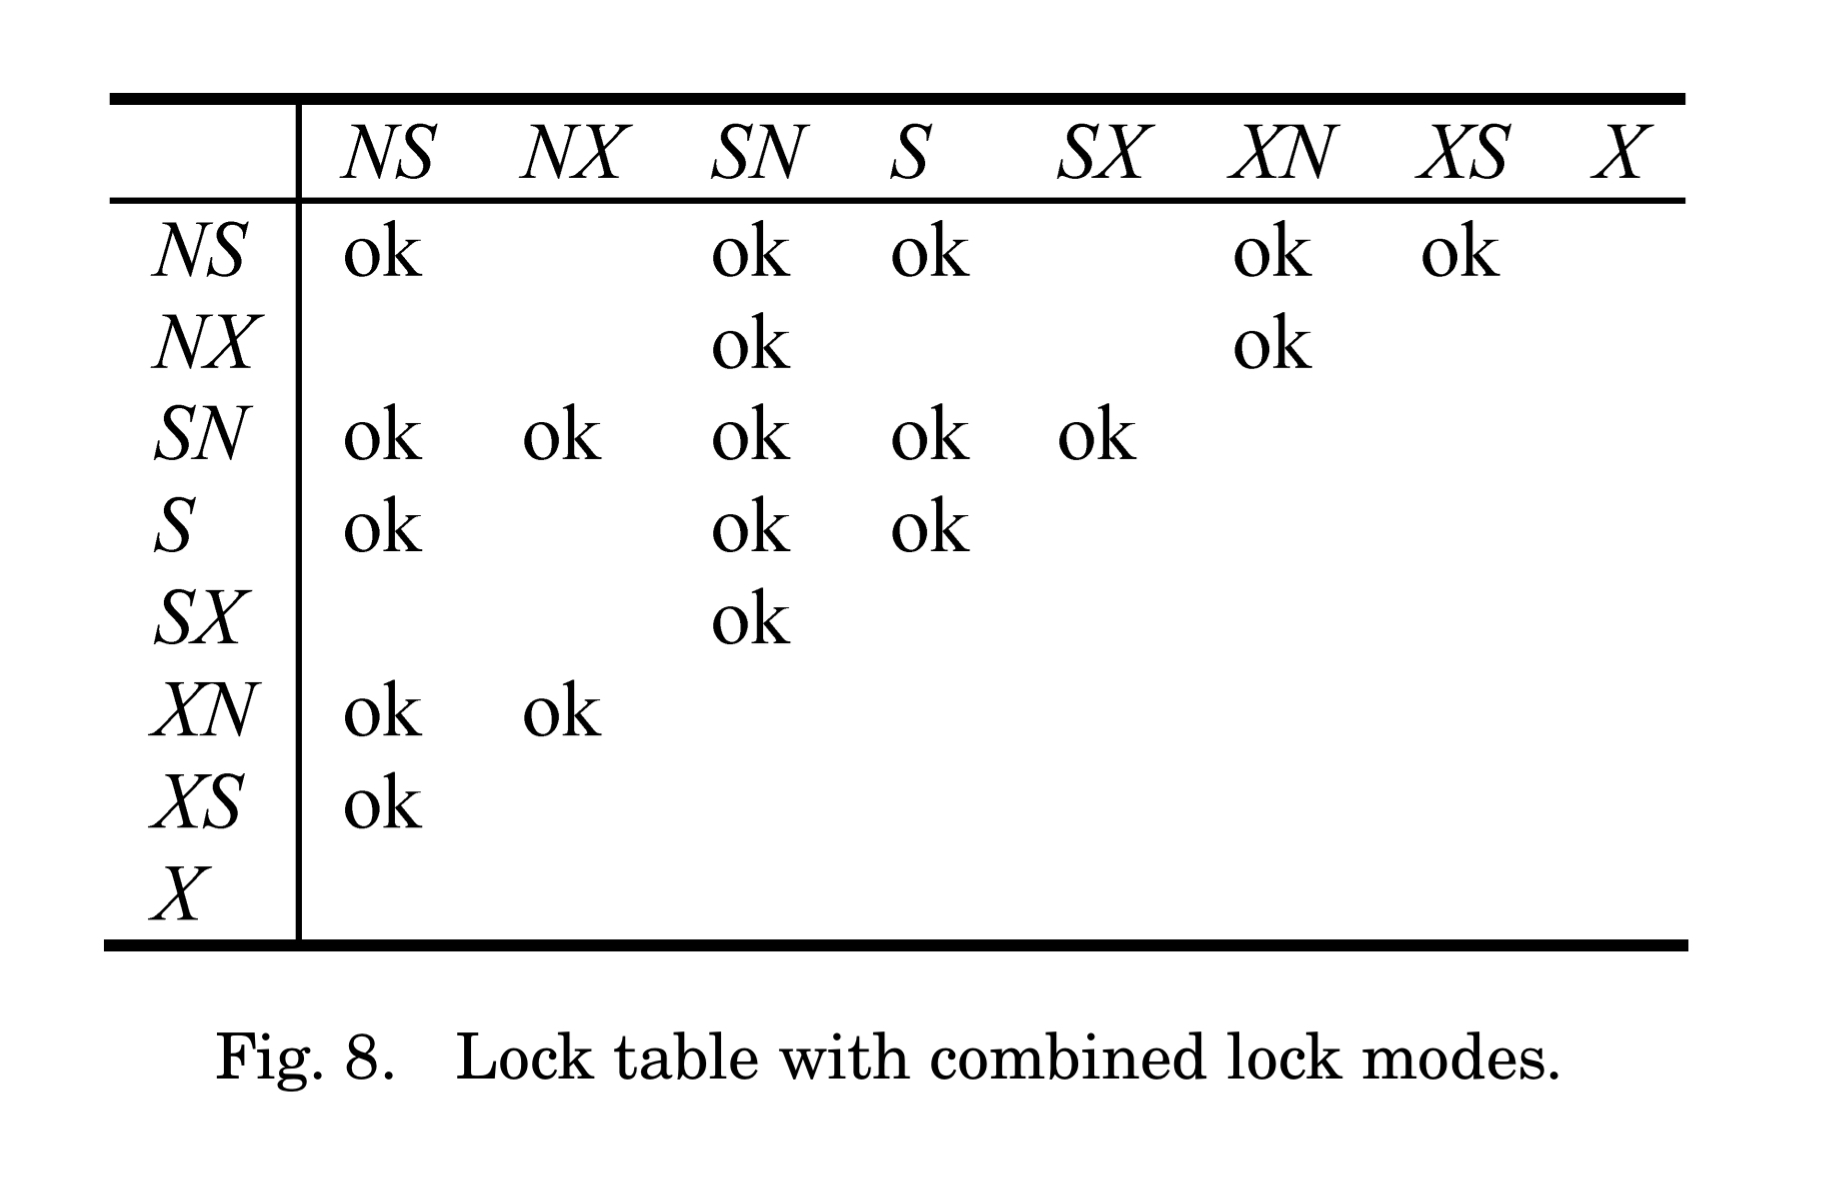 NS NX SN S SX XN XS X
NS ok ok ok ok ok
NX ok ok
SN ok ok ok ok ok
S ok ok ok
SX ok
XN ok ok
XS ok
X
Fig. 8. Lock table with combined lock modes.